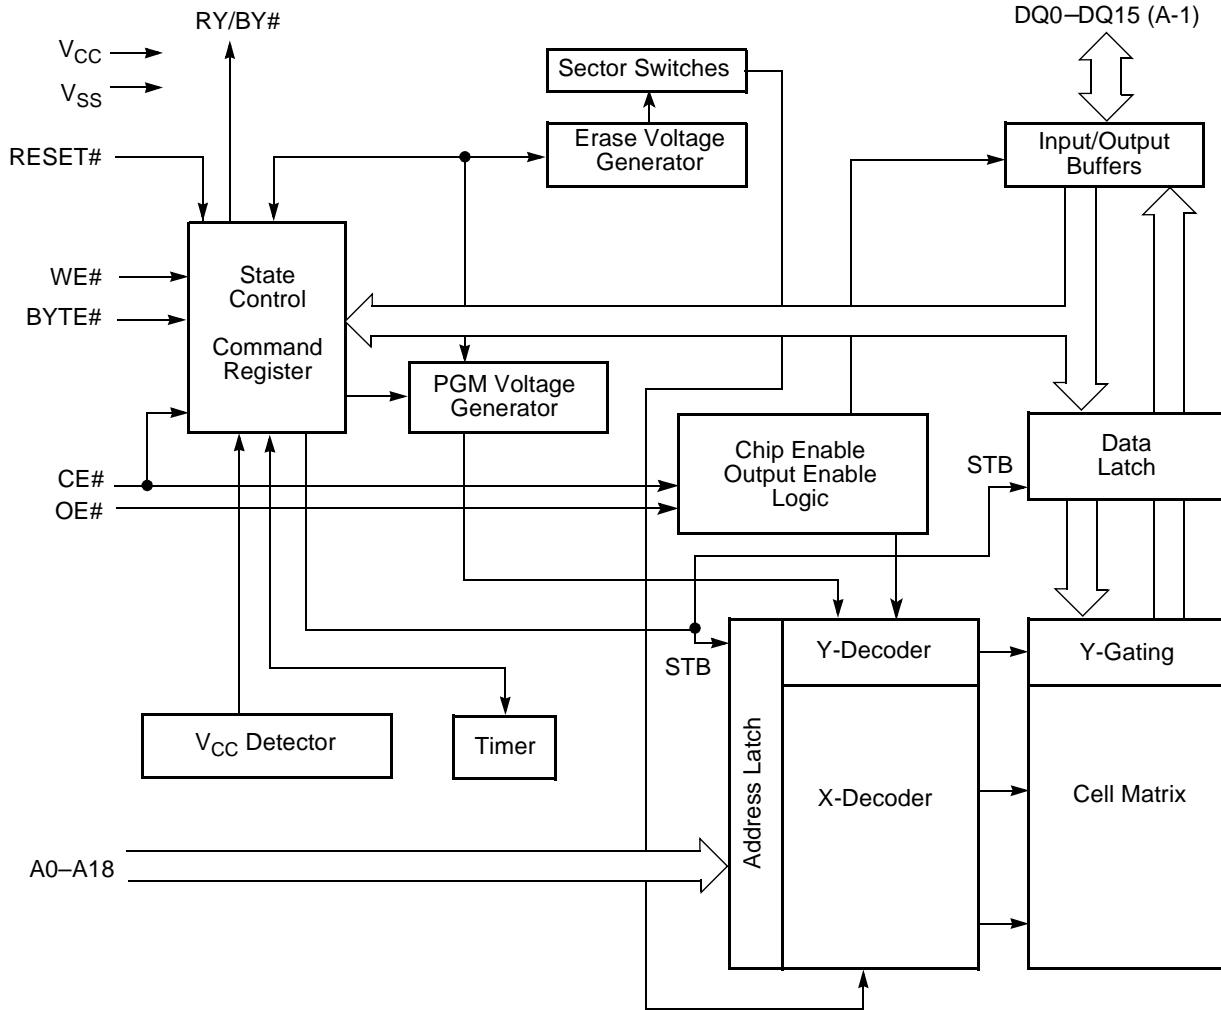 RY/BY#
DQ0–DQ15 (A-1)
VCC
VSS
Sector Switches
Erase Voltage
Generator
Input/Output
Buffers
RESET#
WE#
BYTE#
State
Control
Command
Register
PGM Voltage
Generator
CE#
OE#
Chip Enable
Output Enable
Logic
STB
Data
Latch
STB
Y-Decoder
Y-Gating
VCC Detector
Timer
Address Latch
X-Decoder
Cell Matrix
A0–A18